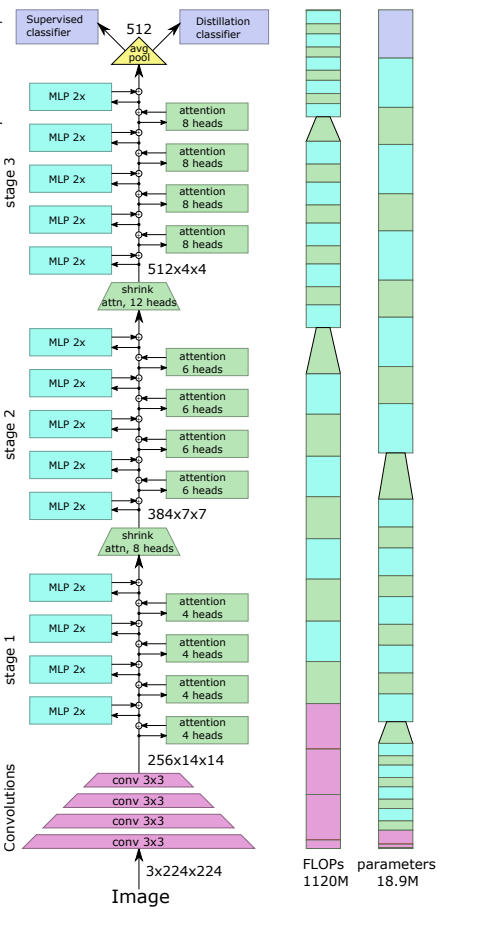 Supervised
classifier
512
Distillation
classifier
avg
pool
MLP 2x
attention
8 heads
MLP 2x
attention
8 heads
MLP 2x
attention
8 heads
MLP 2x
attention
8 heads
MLP 2x
stage 3
512x4x4
shrink
attn, 12 heads
MLP 2x
attention
6 heads
MLP 2x
attention
6 heads
MLP 2x
attention
6 heads
MLP 2x
attention
6 heads
MLP 2x
stage 2
384x7x7
shrink
attn, 8 heads
MLP 2x
attention
4 heads
MLP 2x
attention
4 heads
MLP 2x
attention
4 heads
MLP 2x
attention
4 heads
stage 1
256x14x14
conv 3x3
conv 3x3
conv 3x3
conv 3x3
Convolutions
3x224x224
Image
FLOPs
1120M
parameters
18.9M